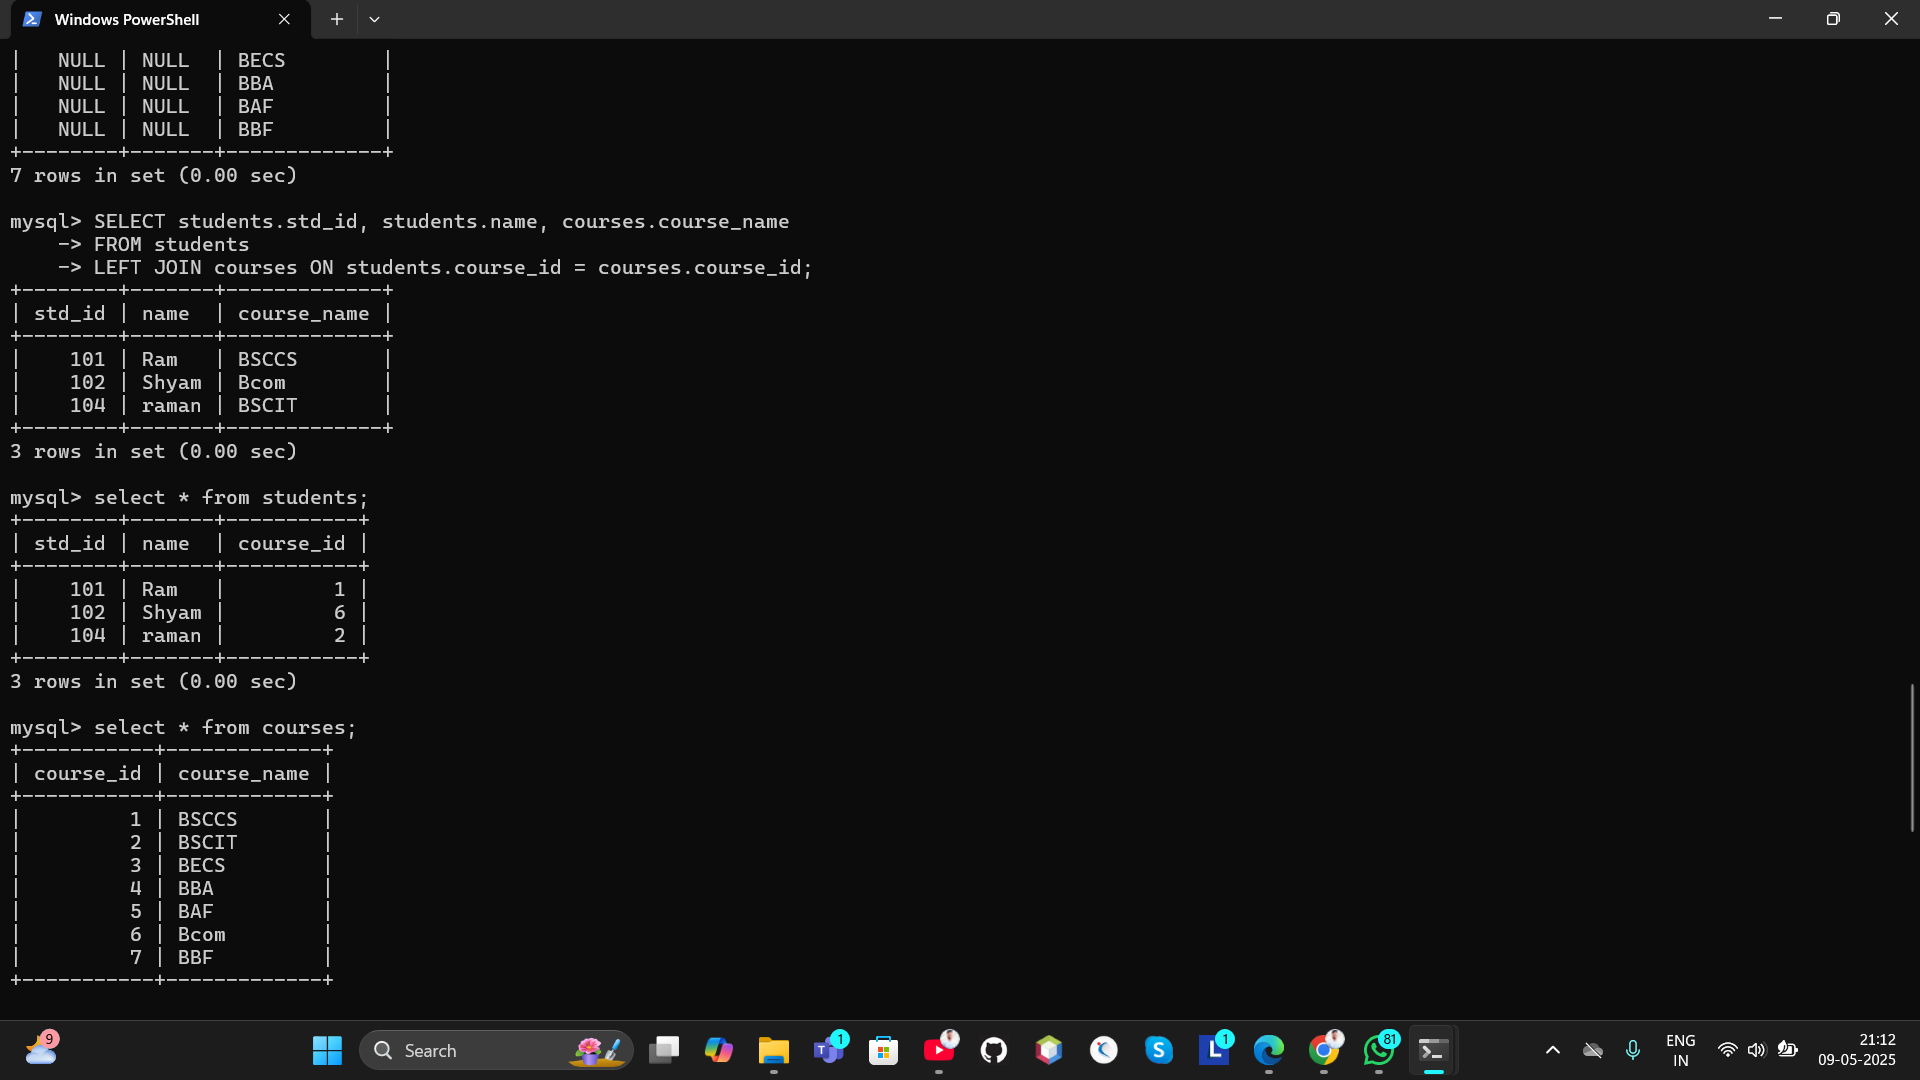 Windows PowerShell
|   NULL | NULL  | BECS        |
|   NULL | NULL  | BBA         |
|   NULL | NULL  | BAF         |
|   NULL | NULL  | BBF         |
+--------+-------+-------------+
7 rows in set (0.00 sec)
mysql> SELECT students.std_id, students.name, courses.course_name
    -> FROM students
    -> LEFT JOIN courses ON students.course_id = courses.course_id;
+--------+-------+-------------+
| std_id | name  | course_name |
+--------+-------+-------------+
|    101 | Ram   | BSCCS       |
|    102 | Shyam | Bcom        |
|    104 | raman | BSCIT       |
+--------+-------+-------------+
3 rows in set (0.00 sec)
mysql> select * from students;
+--------+-------+-----------+
| std_id | name  | course_id |
+--------+-------+-----------+
|    101 | Ram   |         1 |
|    102 | Shyam |         6 |
|    104 | raman |         2 |
+--------+-------+-----------+
3 rows in set (0.00 sec)
mysql> select * from courses;
+-----------+-------------+
| course_id | course_name |
+-----------+-------------+
|         1 | BSCCS       |
|         2 | BSCIT       |
|         3 | BECS        |
|         4 | BBA         |
|         5 | BAF         |
|         6 | Bcom        |
|         7 | BBF         |
+-----------+-------------+
9
Search
1
T
S
L
1
81
ENG
IN
21:12
09-05-2025